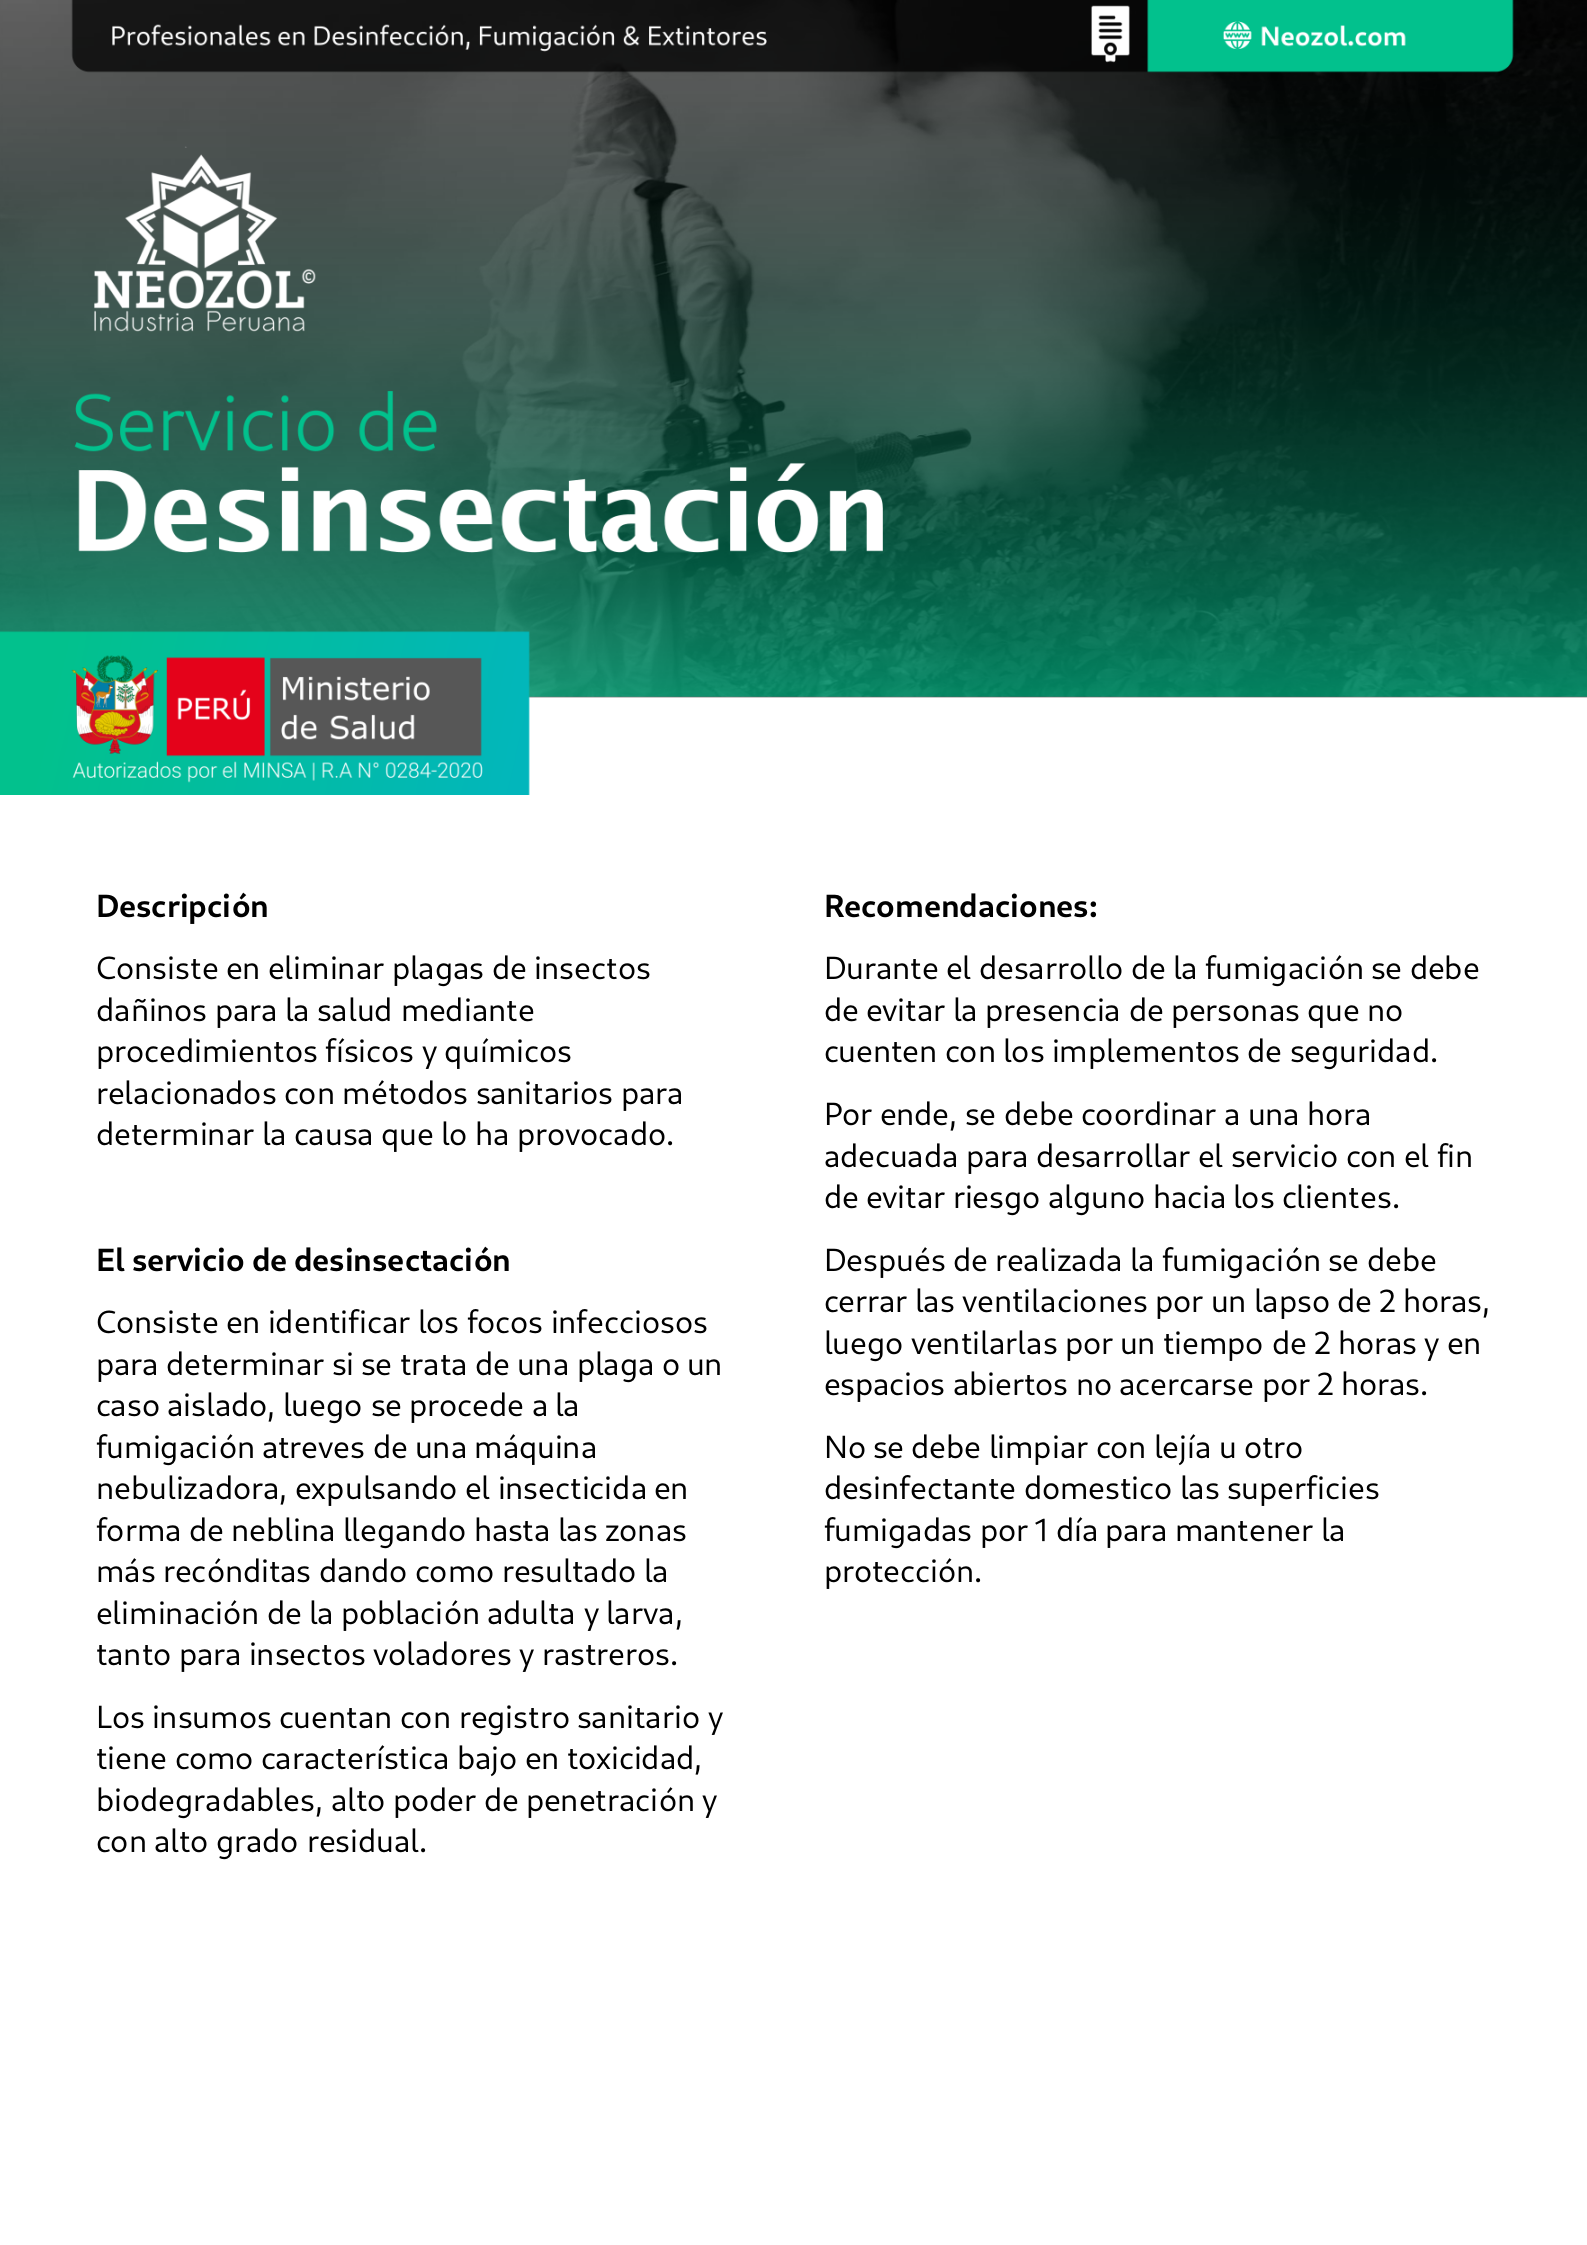 Profesionales en Desinfección, Fumigación & Extintores
www
Neozol.com
NEOZOL©
Industria Peruana
Servicio de
Desinsectación
PERÚ
Ministerio
de Salud
Autorizados por el MINSA | R.A N° 0284-2020
Descripción
Consiste en eliminar plagas de insectos
dañinos para la salud mediante
procedimientos físicos y químicos
relacionados con métodos sanitarios para
determinar la causa que lo ha provocado.
El servicio de desinsectación
Consiste en identificar los focos infecciosos
para determinar si se trata de una plaga o un
caso aislado, luego se procede a la
fumigación atreves de una máquina
nebulizadora, expulsando el insecticida en
forma de neblina llegando hasta las zonas
más recónditas dando como resultado la
eliminación de la población adulta y larva,
tanto para insectos voladores y rastreros.
Los insumos cuentan con registro sanitario y
tiene como característica bajo en toxicidad,
biodegradables, alto poder de penetración y
con alto grado residual.
Recomendaciones:
Durante el desarrollo de la fumigación se debe
de evitar la presencia de personas que no
cuenten con los implementos de seguridad.
Por ende, se debe coordinar a una hora
adecuada para desarrollar el servicio con el fin
de evitar riesgo alguno hacia los clientes.
Después de realizada la fumigación se debe
cerrar las ventilaciones por un lapso de 2 horas,
luego ventilarlas por un tiempo de 2 horas y en
espacios abiertos no acercarse por 2 horas.
No se debe limpiar con lejía u otro
desinfectante domestico las superficies
fumigadas por 1 día para mantener la
protección.